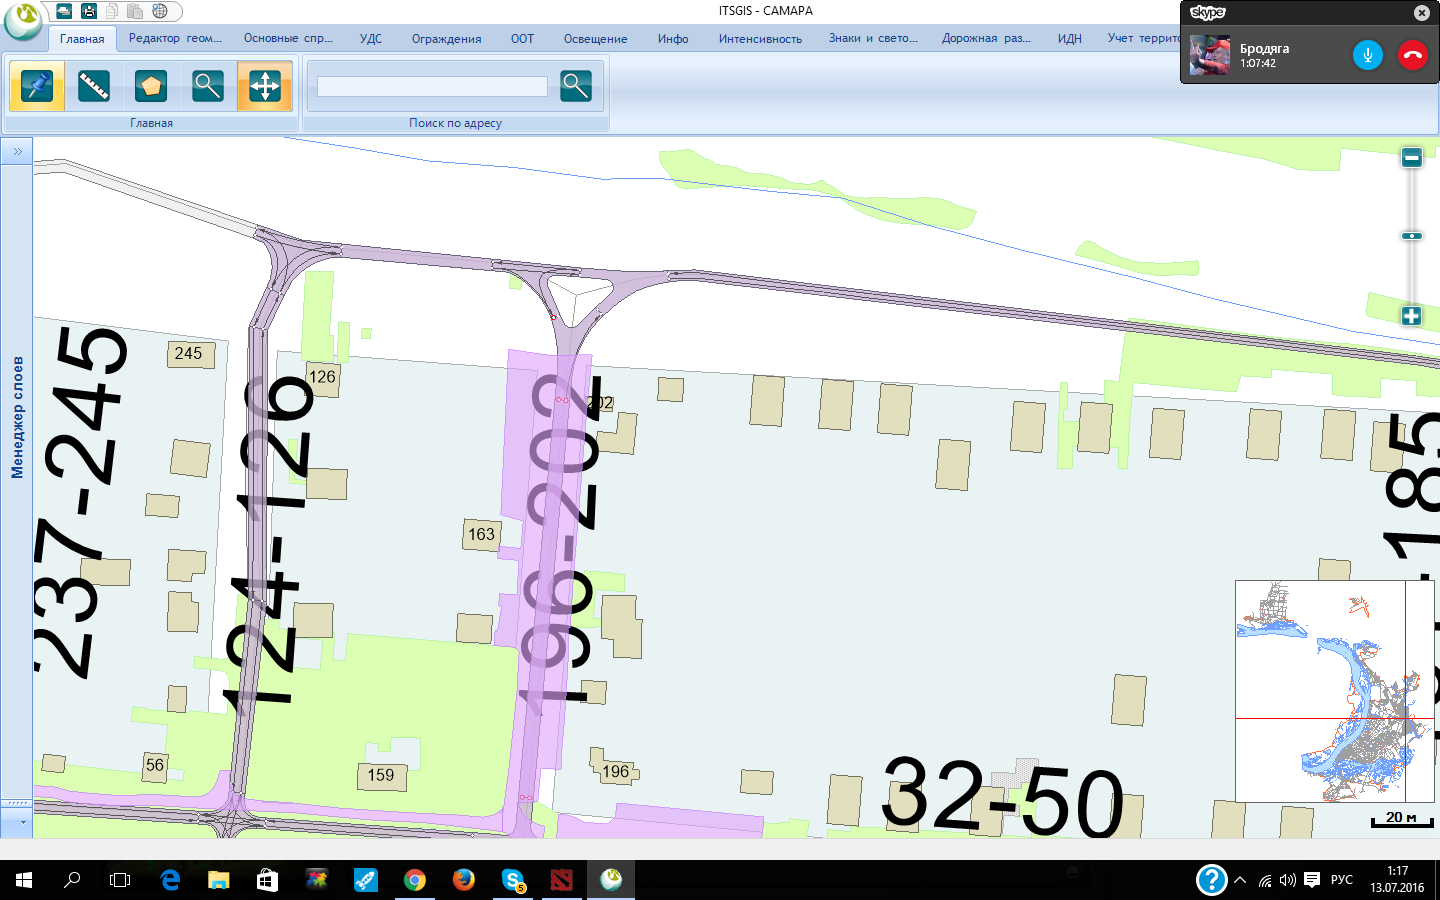 ITSGIS - САМАРА
skype
Бродяга
1:07:42
Главная
Редактор геом...
Основные спр...
УДС
Ограждения
ООТ
Освещение
Инфо
Интенсивность
Знаки и свето...
Дорожная раз...
ИДН
Учет террито
Главная
Поиск по адресу
Менеджер слоев
237-245
124-126
196-202
32-50
-185
245
126
202
163
56
159
196
20 м
5
РУС
1:17
13.07.2016